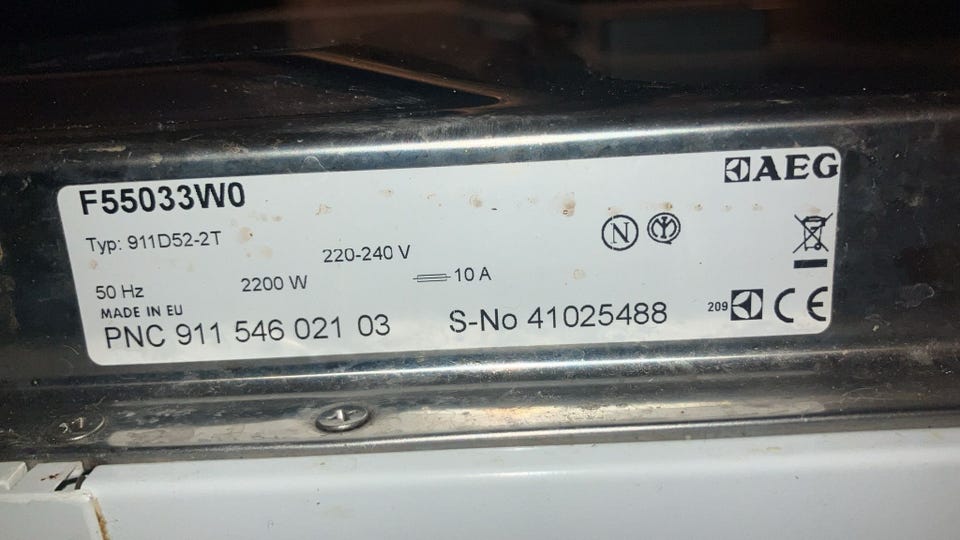 F55033W0
AEG
Typ: 911D52-2T
N
220-240 V
50 Hz
2200 W
10 A
MADE IN EU
PNC 911 546 021 03
S-No 41025488
209
CE